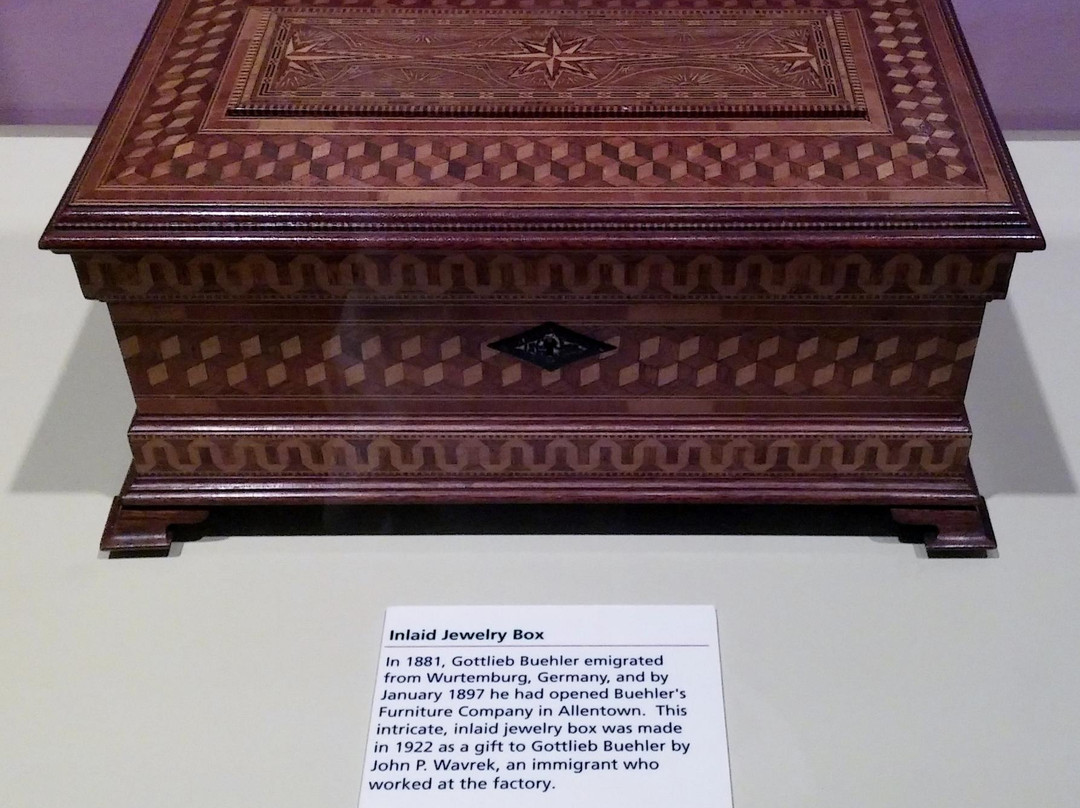 Inlaid Jewelry Box
In 1881, Gottlieb Buehler emigrated
from Wurtemburg, Germany, and by
January 1897 he had opened Buehler's
Furniture Company in Allentown.  This
intricate, inlaid jewelry box was made
in 1922 as a gift to Gottlieb Buehler by
John P. Wavrek, an immigrant who
worked at the factory.